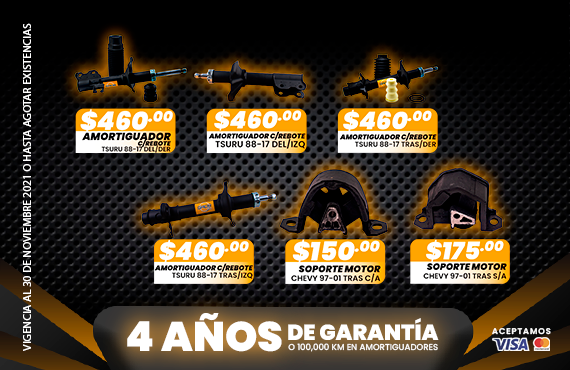 VIGENCIA AL 30 DE NOVIEMBRE 2021 O HASTA AGOTAR EXISTENCIAS
$460.00
AMORTIGUADOR
C/REBOTE
TSURU 88-17 DEL/DER
$460.00
AMORTIGUADOR C/REBOTE
TSURU 88-17 DEL/IZQ
$460.00
AMORTIGUADOR C/REBOTE
TSURU 88-17 TRAS/DER
$460.00
AMORTIGUADOR C/REBOTE
TSURU 88-17 TRAS/IZQ
$150.00
SOPORTE MOTOR
CHEVY 97-01 TRAS C/A
$175.00
SOPORTE MOTOR
CHEVY 97-01 TRAS S/A
4 AÑOS DE GARANTÍA
O 100,000 KM EN AMORTIGUADORES
ACEPTAMOS
VISA